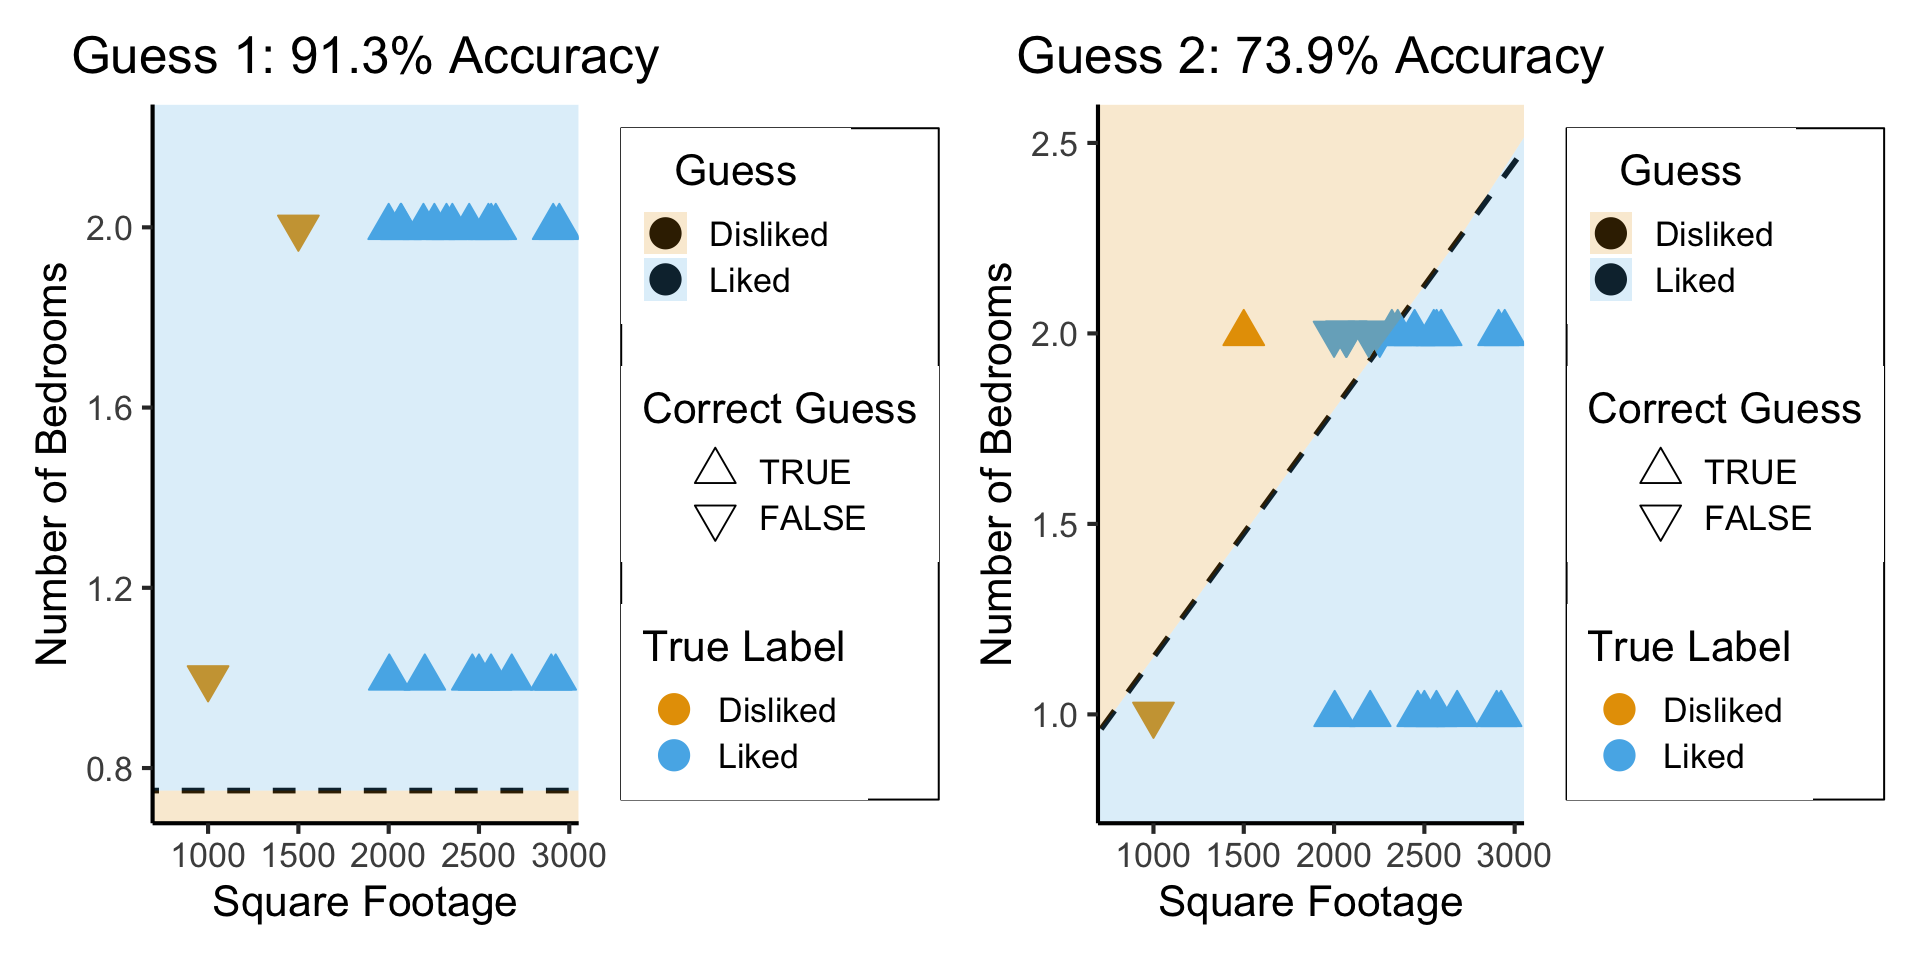 Guess 1: 91.3% Accuracy
Number of Bedrooms
2.0
1.6
1.2
0.8
1000 1500 2000 2500 3000
Square Footage
Guess
Disliked
Liked
Correct Guess
TRUE
FALSE
True Label
Disliked
Liked
Guess 2: 73.9% Accuracy
Number of Bedrooms
2.5
2.0
1.5
1.0
1000 1500 2000 2500 3000
Square Footage
Guess
Disliked
Liked
Correct Guess
TRUE
FALSE
True Label
Disliked
Liked